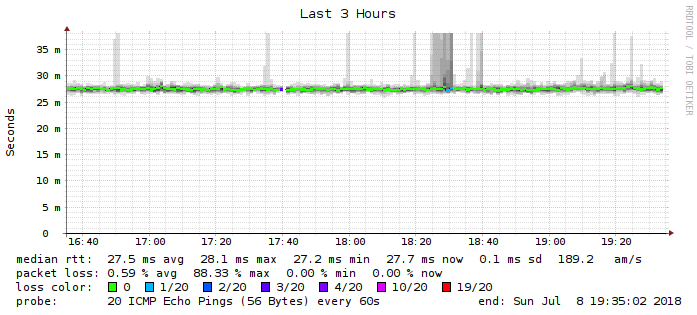 Last 3 Hours
RRDTOOL / TOBI OETIKER
Seconds
35 m
30 m
25 m
20 m
15 m
10 m
5 m
0
16:40 17:00 17:20 17:40 18:00 18:20 18:40 19:00 19:20
median rtt: 27.5 ms avg 28.1 ms max 27.2 ms min 27.7 ms now 0.1 ms sd 189.2 am/s
packet loss: 0.59 % avg 88.33 % max 0.00 % min 0.00 % now
loss color: 0 1/20 2/20 3/20 4/20 10/20 19/20
probe: 20 ICMP Echo Pings (56 Bytes) every 60s end: Sun Jul 8 19:35:02 2018